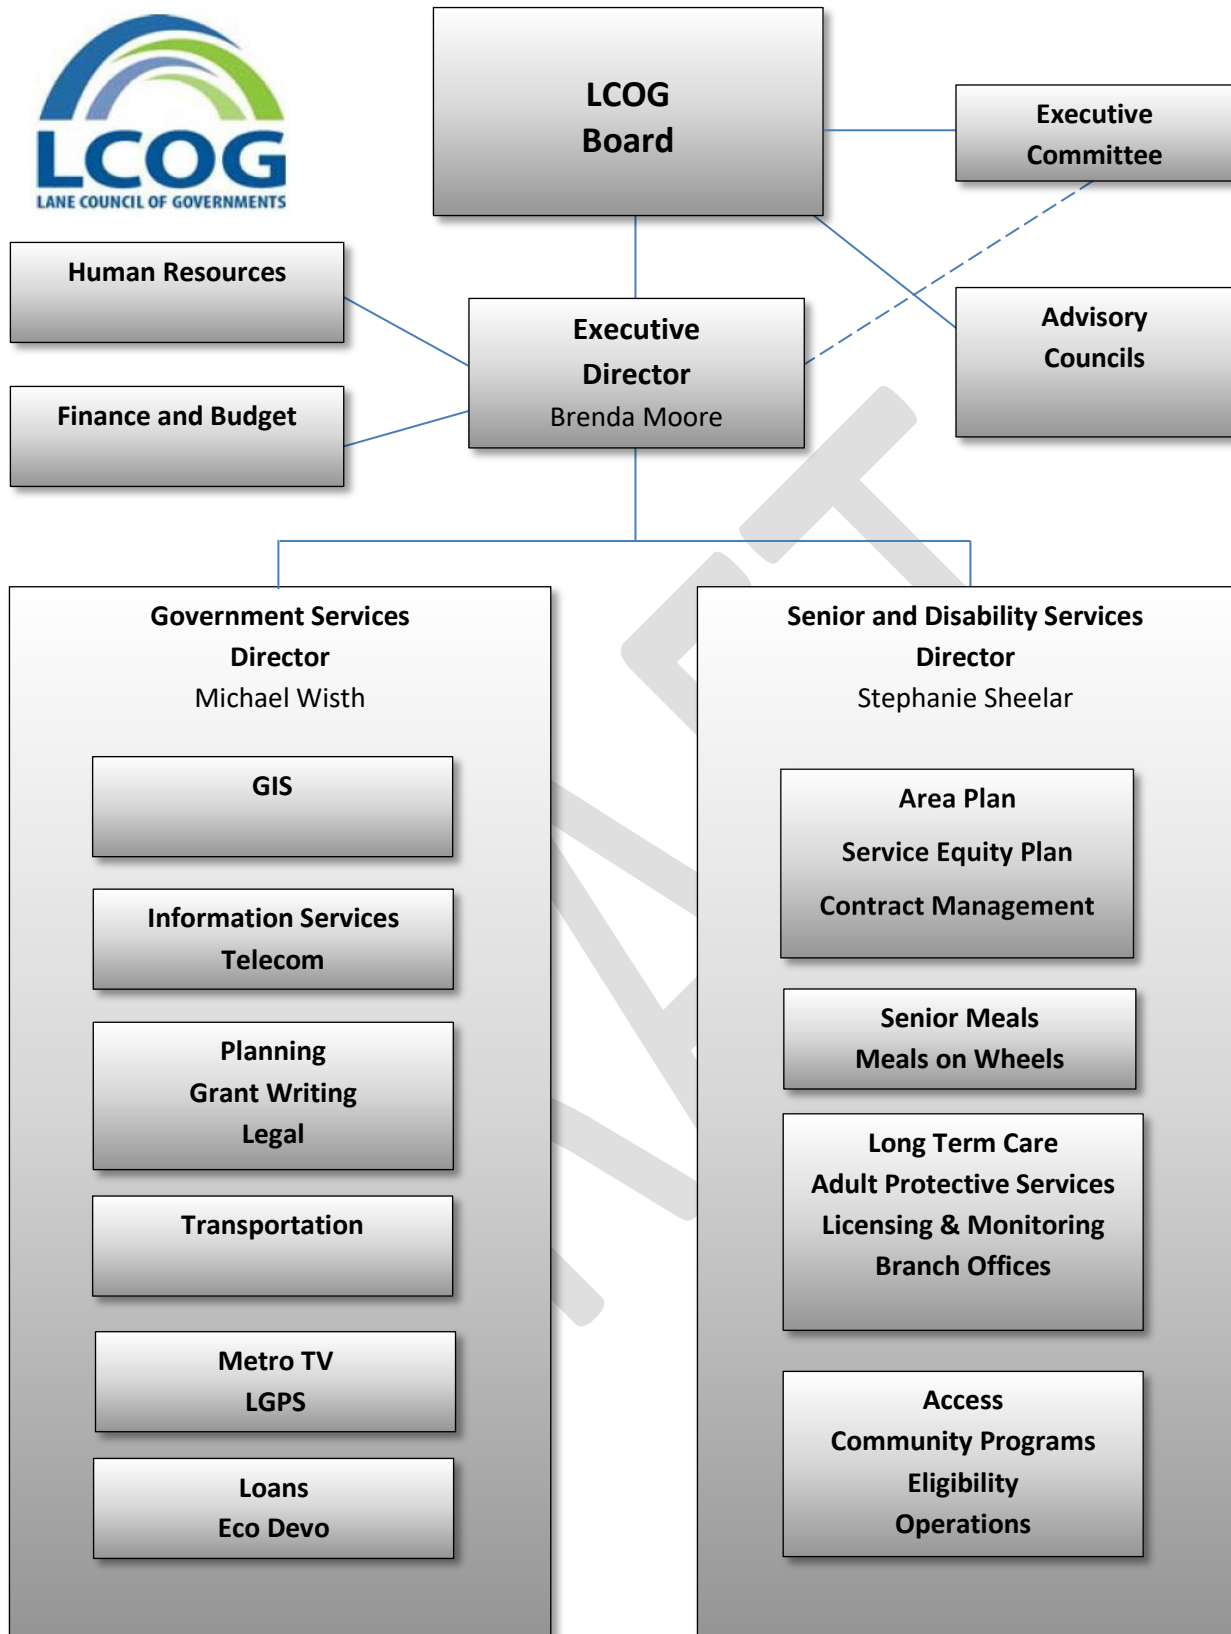 LCOG
LANE COUNCIL OF GOVERNMENTS
LCOG
Board
Executive
Committee
Human Resources
Executive
Director
Brenda Moore
Advisory
Councils
Finance and Budget
Government Services
Director
Michael Wisth
GIS
Information Services
Telecom
Planning
Grant Writing
Legal
Transportation
Metro TV
LGPS
Loans
Eco Devo
Senior and Disability Services
Director
Stephanie Sheelar
Area Plan
Service Equity Plan
Contract Management
Senior Meals
Meals on Wheels
Long Term Care
Adult Protective Services
Licensing & Monitoring
Branch Offices
Access
Community Programs
Eligibility
Operations